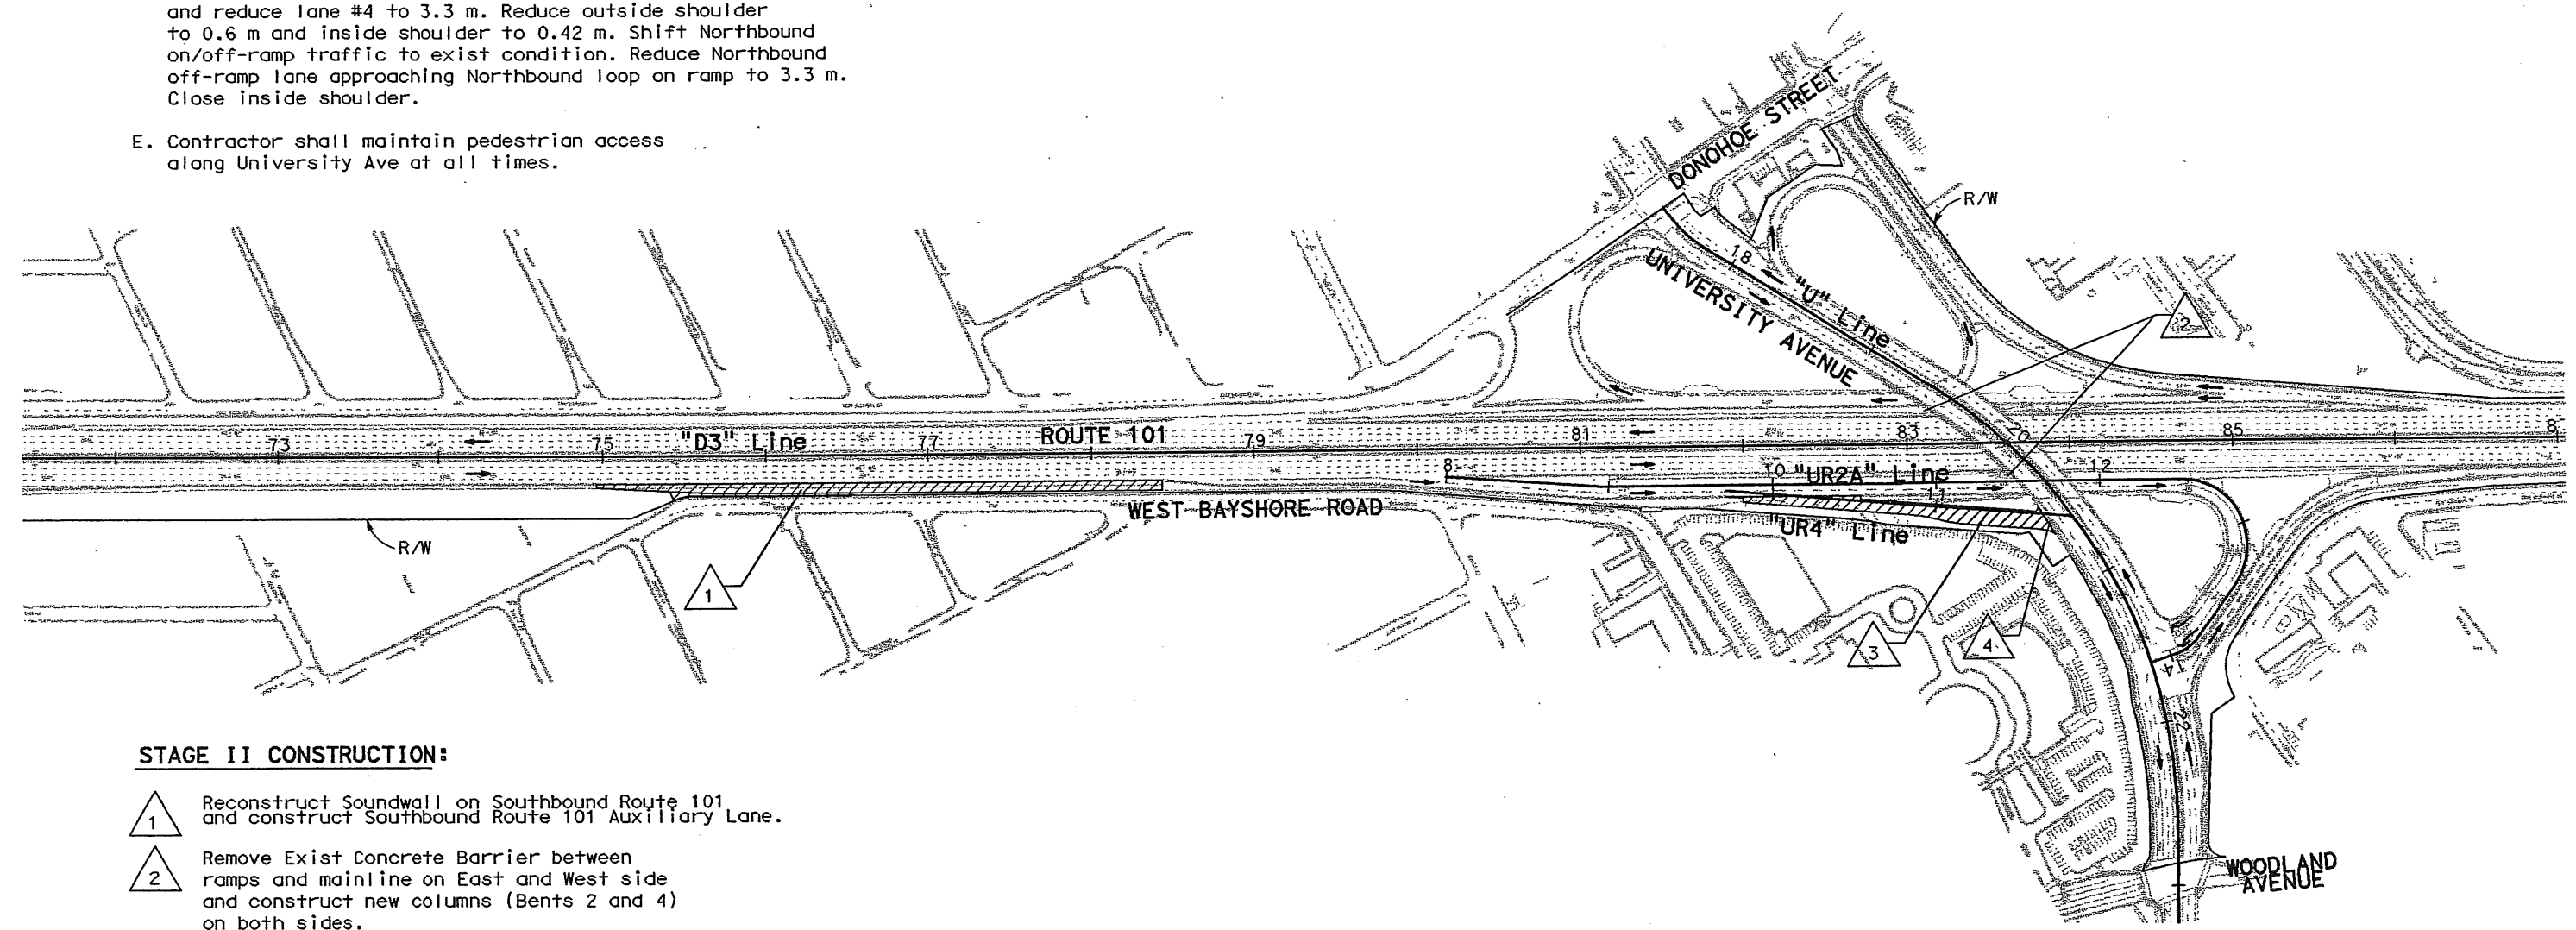 and reduce lane #4 to 3.3 m. Reduce outside shoulder
to 0.6 m and inside shoulder to 0.42 m. Shift Northbound
on/off-ramp traffic to exist condition. Reduce Northbound
off-ramp lane approaching Northbound loop on ramp to 3.3 m.
Close inside shoulder.
E. Contractor shall maintain pedestrian access
along University Ave at all times.
DONOHOE STREET
R/W
18
"U" Line
UNIVERSITY AVENUE
2
73
75
"D3" Line
77
ROUTE 101
79
81
83
20
85
8
8
10
"UR2A" Line
12
11
WEST BAYSHORE ROAD
"UR4" Line
R/W
1
3
4
14
22
WOODLAND
AVENUE
STAGE II CONSTRUCTION:
1
Reconstruct Soundwall on Southbound Route 101
and construct Southbound Route 101 Auxiliary Lane.
2
Remove Exist Concrete Barrier between
ramps and mainline on East and West side
and construct new columns (Bents 2 and 4)
on both sides.